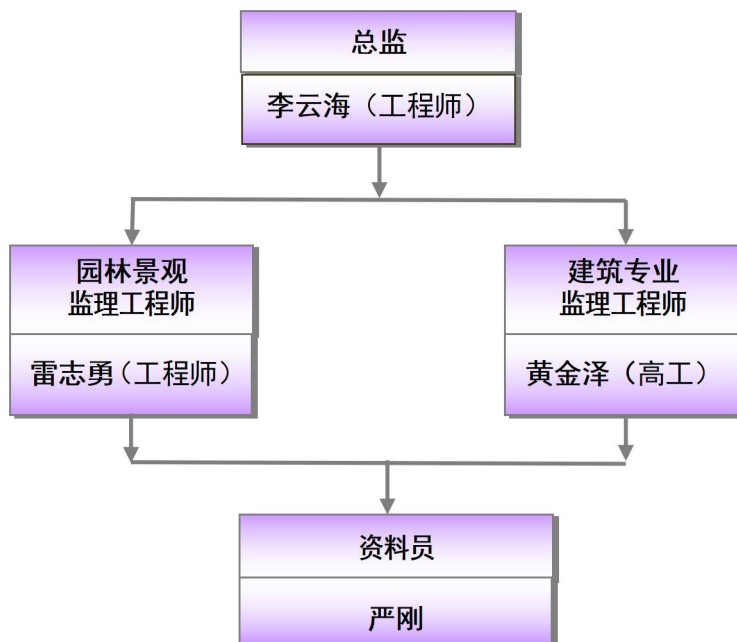 总监
李云海（工程师）
园林景观
监理工程师
雷志勇（工程师）
建筑专业
监理工程师
黄金泽（高工）
资料员
严刚